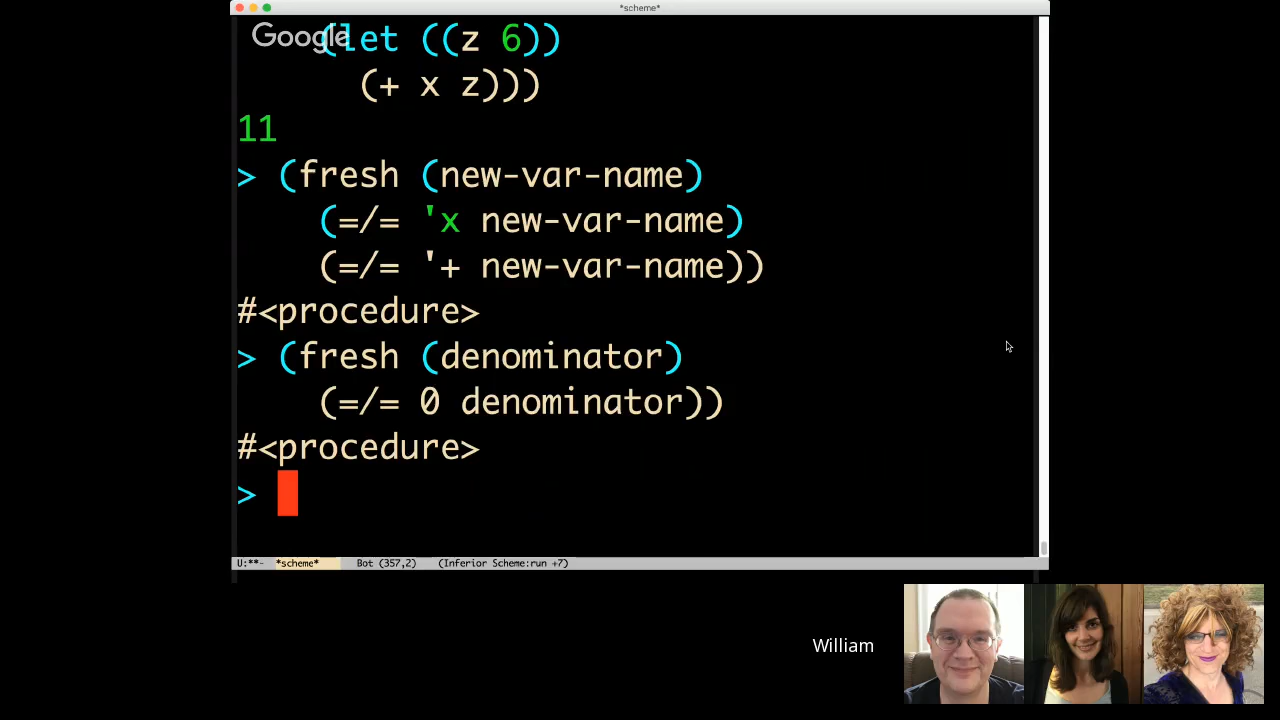 *scheme*
Google
(let ((z 6))
(+ x z)))
11
> (fresh (new-var-name)
(=/= 'x new-var-name)
(=/= '+ new-var-name))
#<procedure>
> (fresh (denominator)
(=/= 0 denominator))
#<procedure>
>
U:**- *scheme* Bot (357,2) (Inferior Scheme:run +7)
William